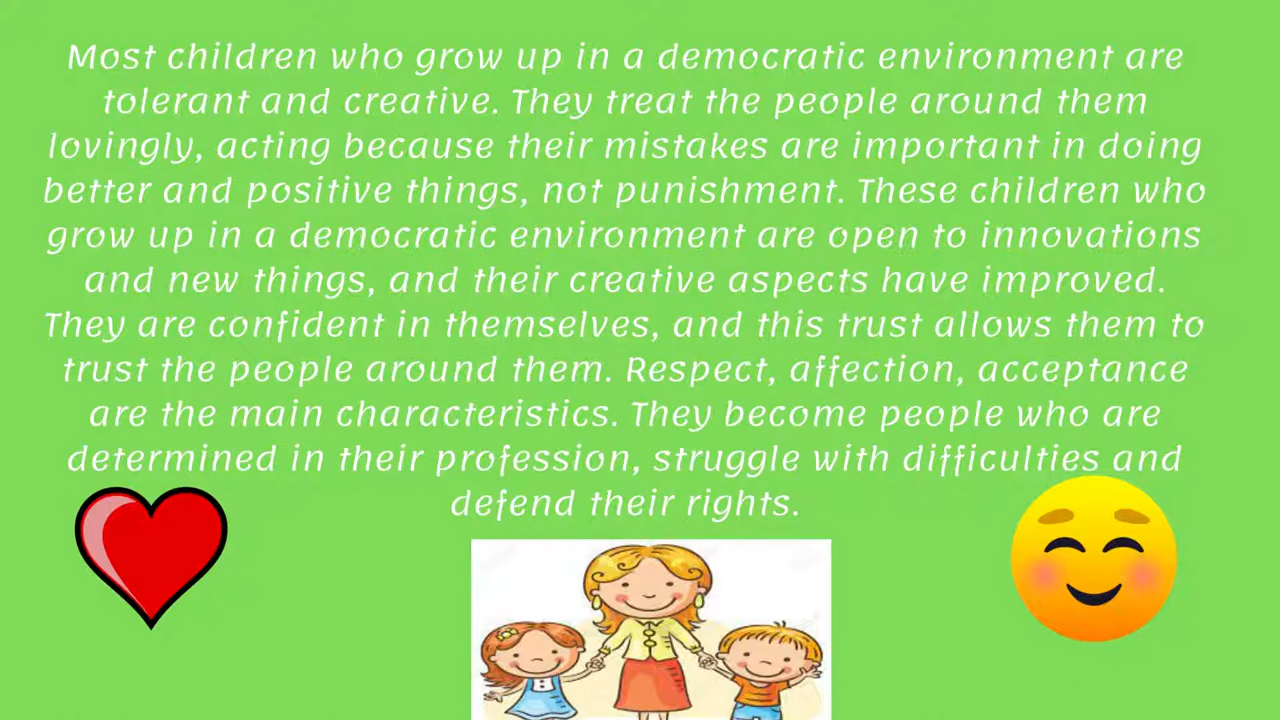 Most children who grow up in a democratic environment are
tolerant and creative. They treat the people around them
lovingly, acting because their mistakes are important in doing
better and positive things, not punishment. These children who
grow up in a democratic environment are open to innovations
and new things, and their creative aspects have improved.
They are confident in themselves, and this trust allows them to
trust the people around them. Respect, affection, acceptance
are the main characteristics. They become people who are
determined in their profession, struggle with difficulties and
defend their rights.